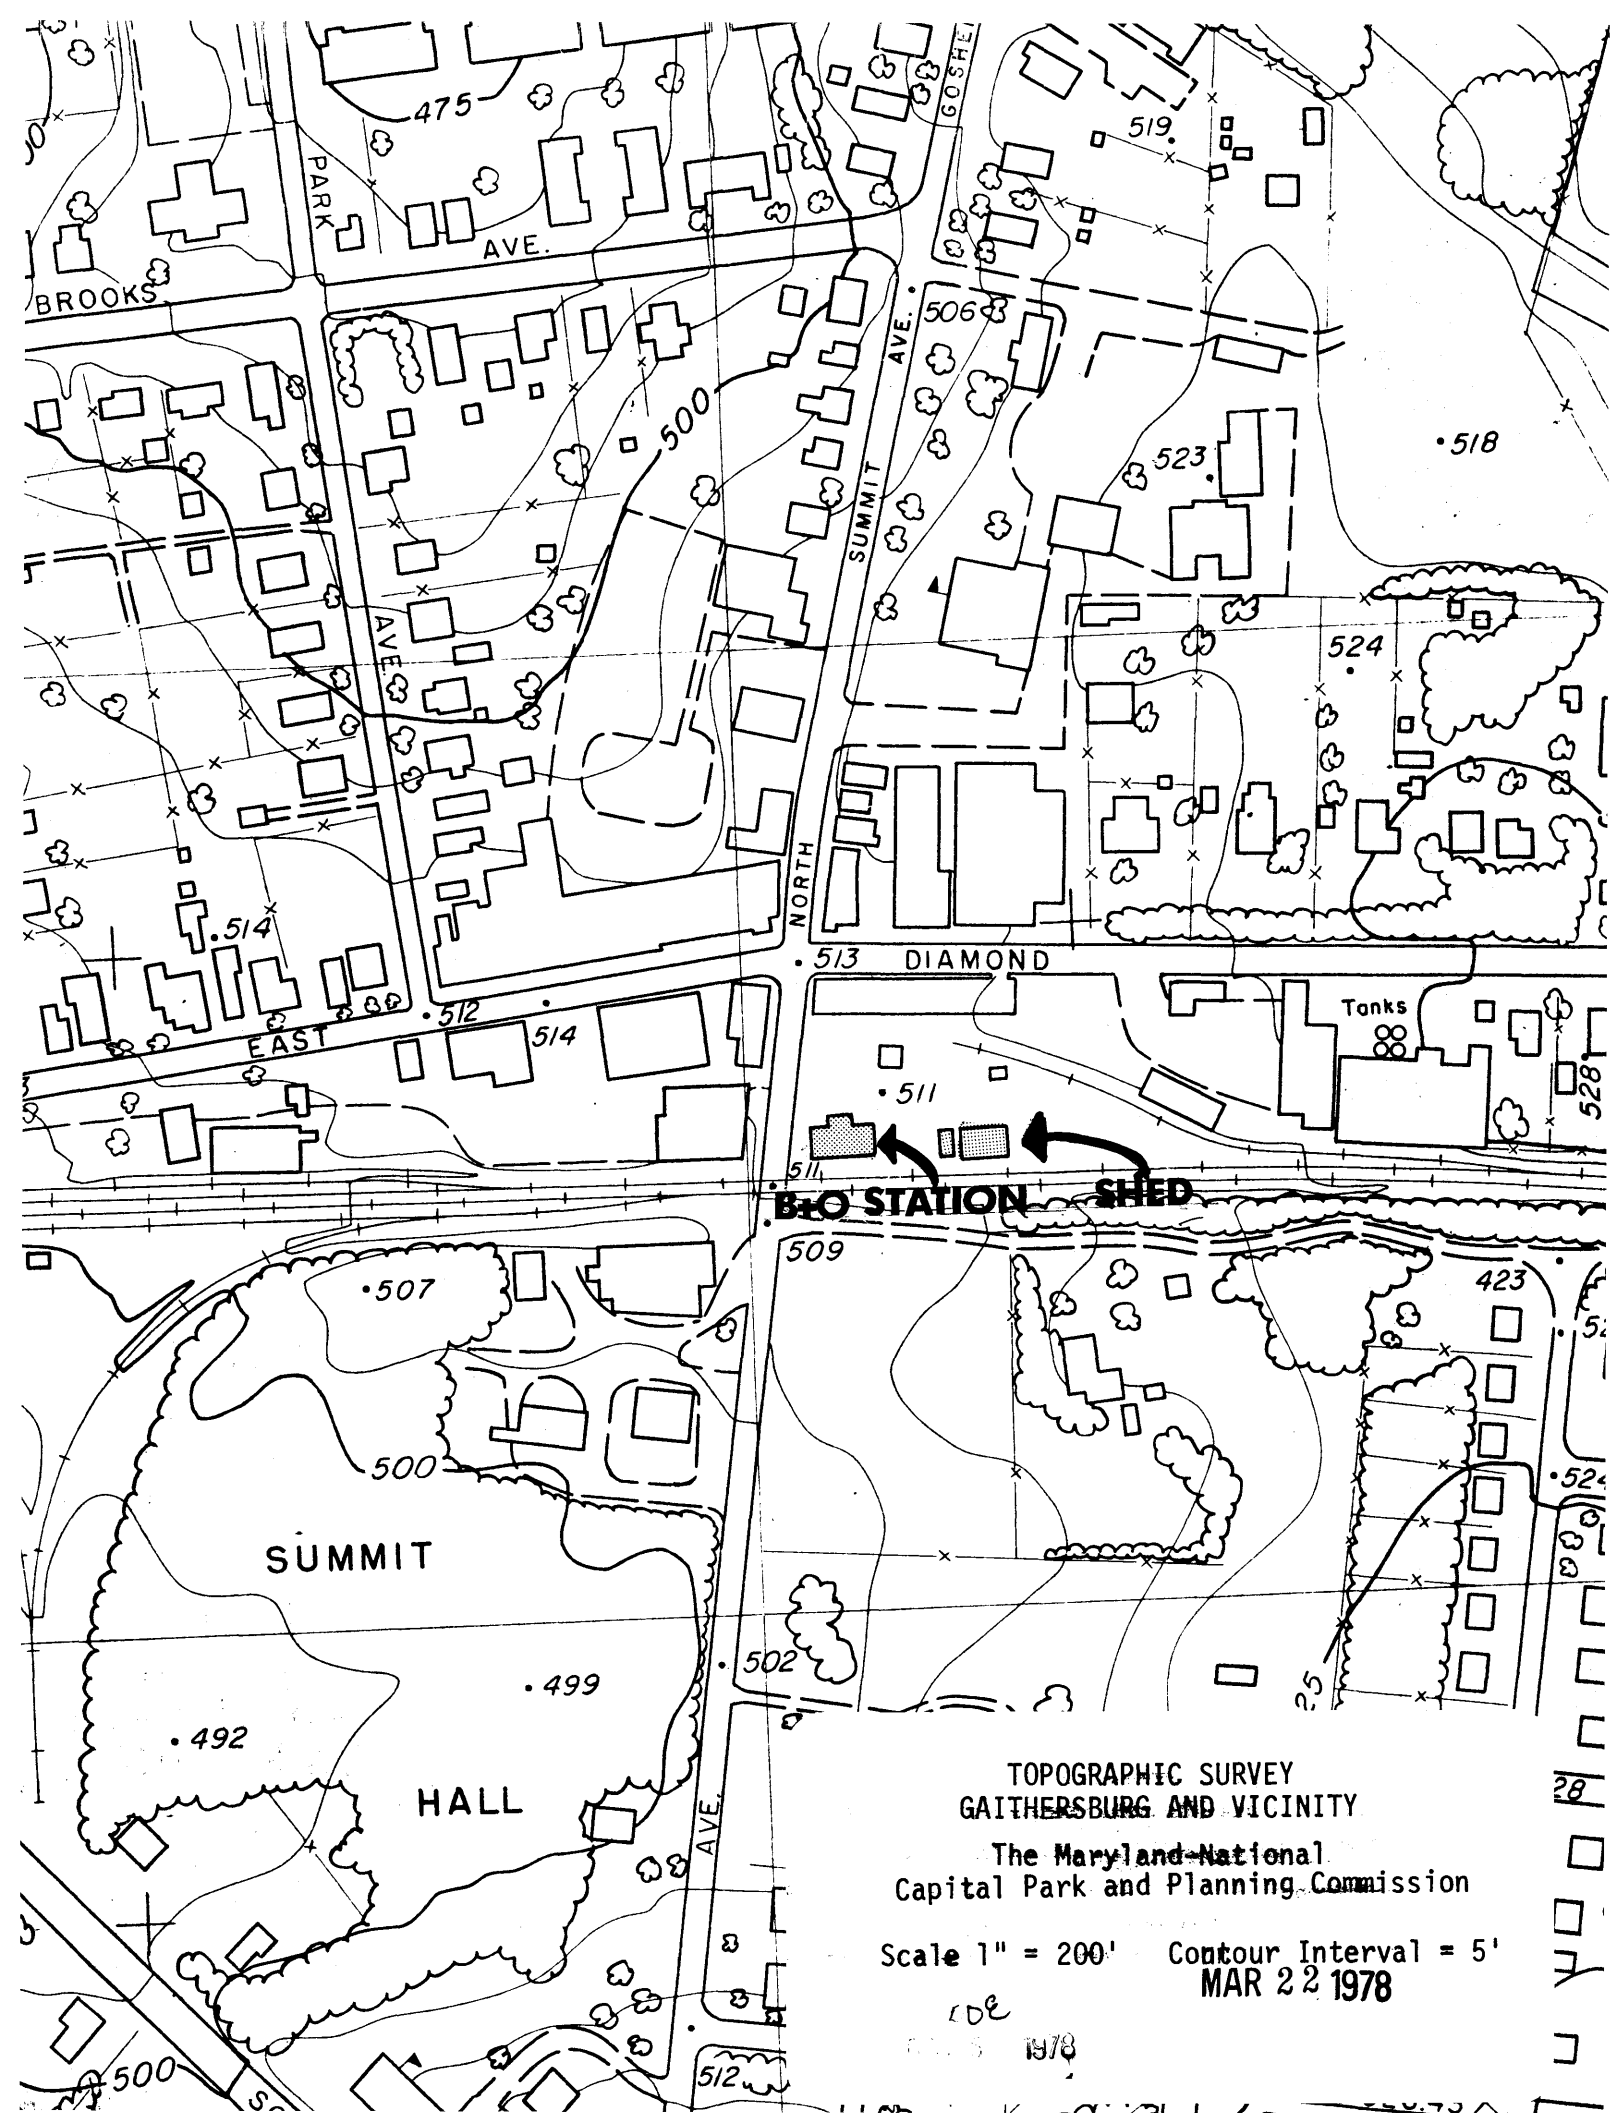 GOSHE
475
519
PARK
AVE.
BROOKS
506
AVE.
500
518
523
SUMMIT
524
AVE.
NORTH
514
513
DIAMOND
512
514
EAST
Tanks
511
528
511
B+O STATION
SHED
509
507
423
500
524
SUMMIT
502
499
492
HALL
AVE.
TOPOGRAPHIC SURVEY
GAITHERSBURG AND VICINITY
The Maryland-National
Capital Park and Planning Commission
Scale 1" = 200' Contour Interval = 5'
MAR 22 1978
1978
500
512